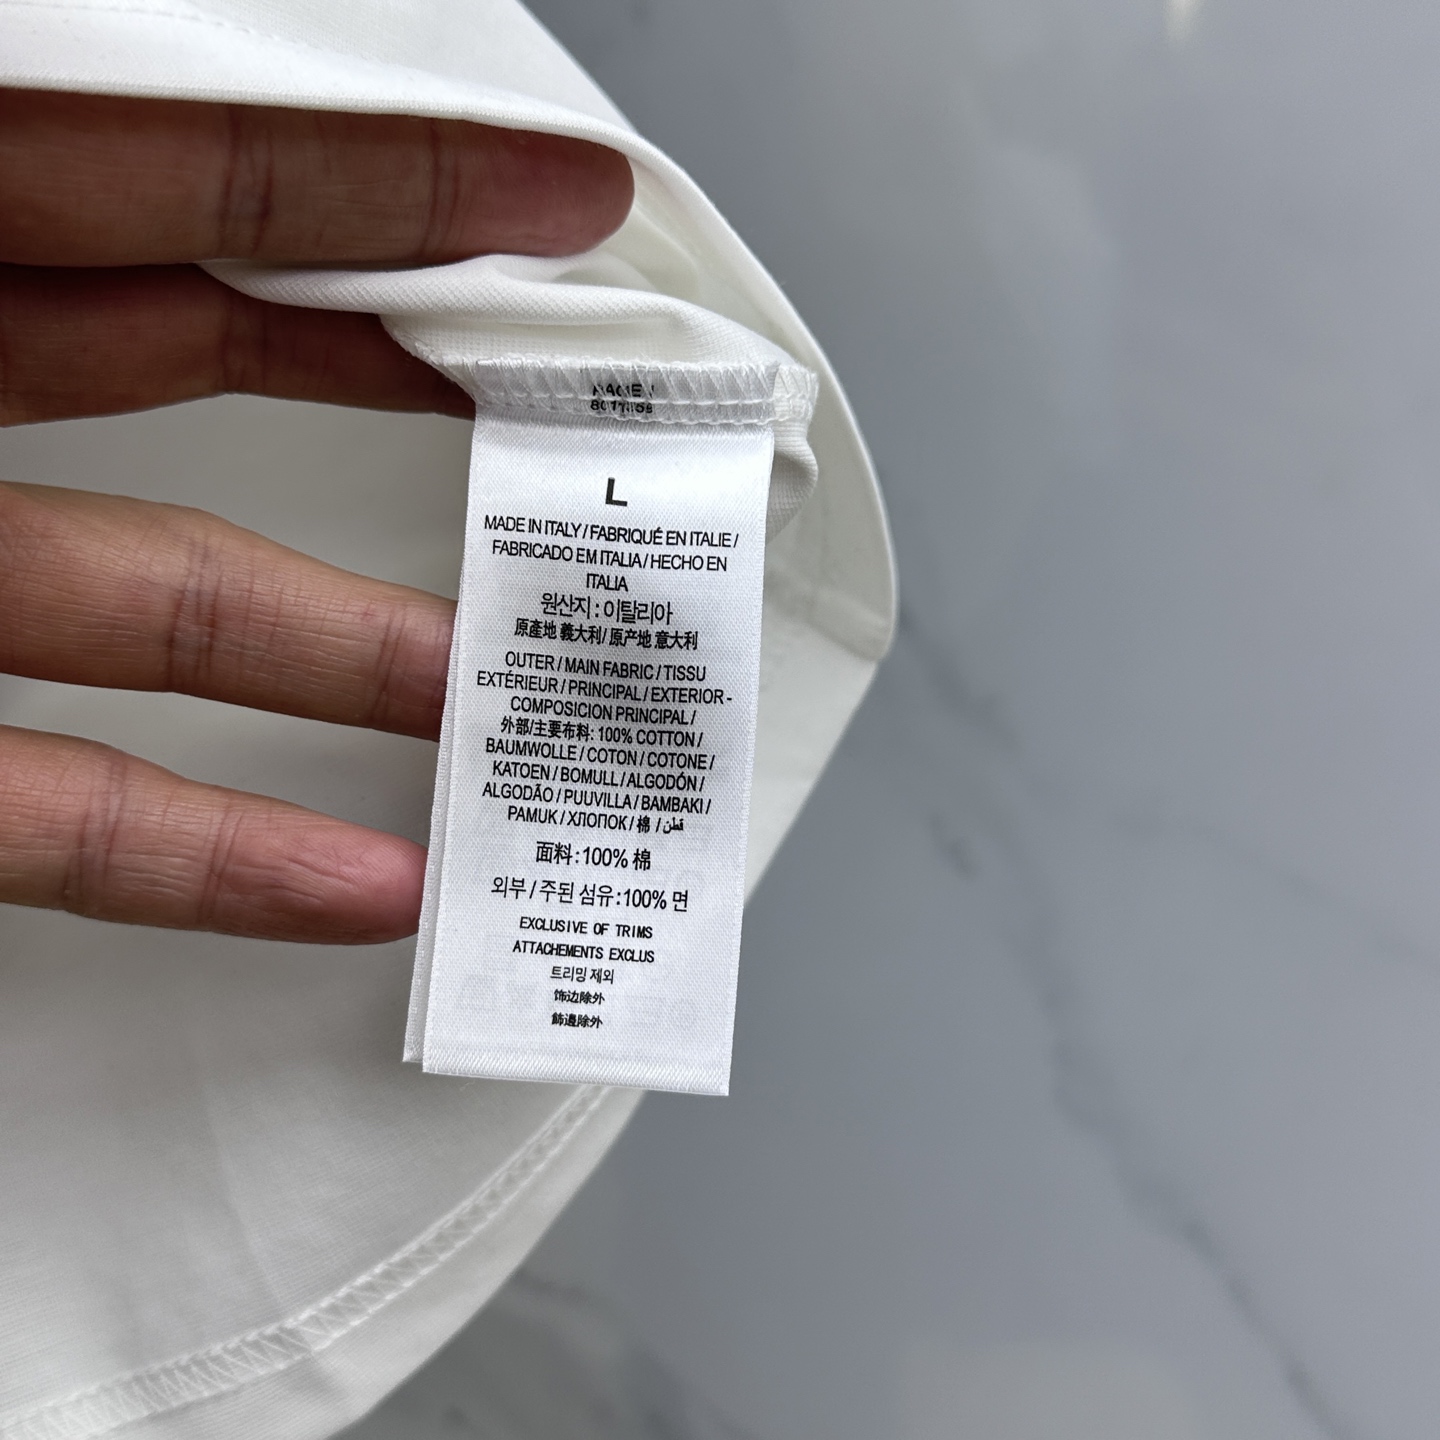 L
MADE IN ITALY / FABRIQUÉ EN ITALIE /
FABRICADO EM ITALIA / HECHO EN
ITALIA
원산지 : 이탈리아
原產地 義大利/ 原产地 意大利
OUTER / MAIN FABRIC / TISSU
EXTÉRIEUR / PRINCIPAL / EXTERIOR -
COMPOSICION PRINCIPAL /
外部/主要布料: 100% COTTON /
BAUMWOLLE / COTON / COTONE /
KATOEN / BOMULL / ALGODÓN /
ALGODÃO / PUUVILLA / BAMBAKI /
PAMUK / ХЛОПОК / 棉 / قطن
面料:100% 棉
외부 / 주된 섬유:100% 면
EXCLUSIVE OF TRIMS
ATTACHEMENTS EXCLUS
트리밍 제외
饰边除外
飾邊除外